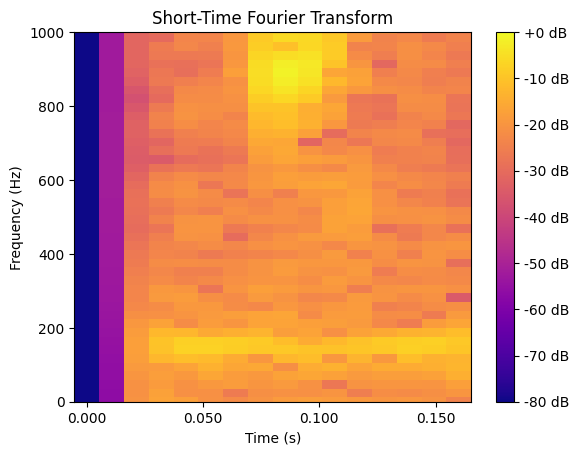 Short-Time Fourier Transform
1000
800
600
400
200
0
Frequency (Hz)
0.000
0.050
0.100
0.150
Time (s)
+0 dB
-10 dB
-20 dB
-30 dB
-40 dB
-50 dB
-60 dB
-70 dB
-80 dB